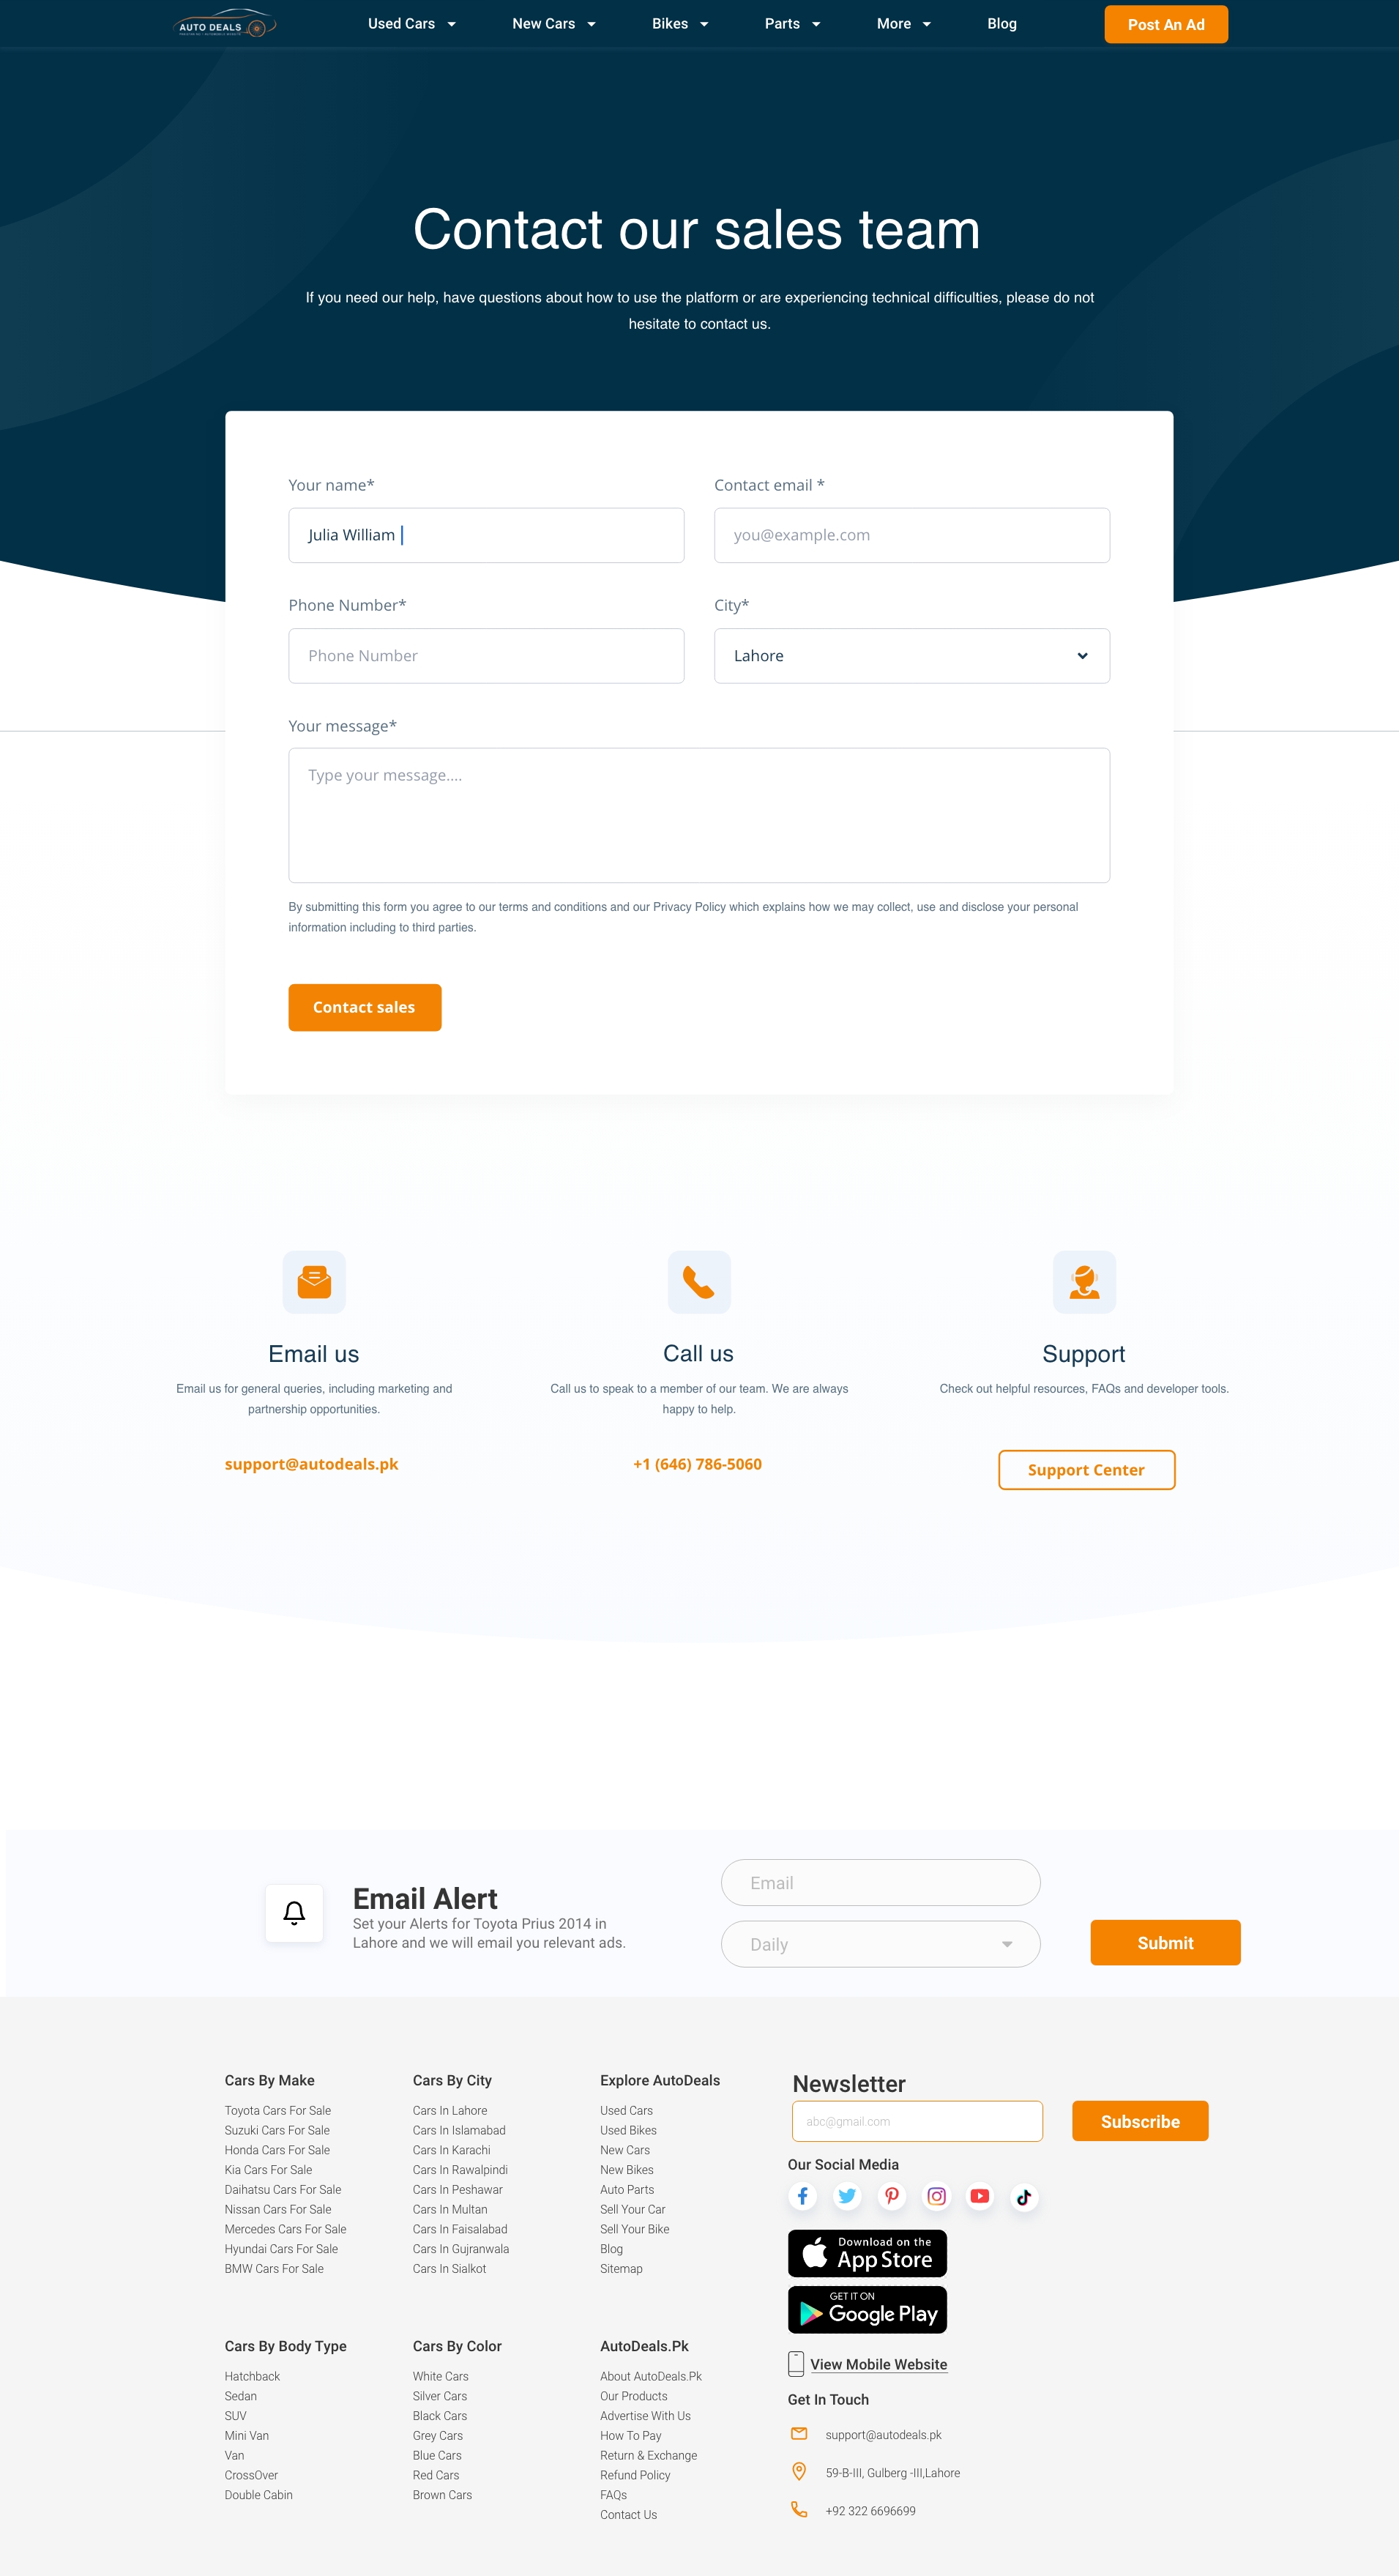 AUTO DEALS
Used Cars
New Cars
Bikes
Parts
More
Blog
Post An Ad
Contact our sales team
If you need our help, have questions about how to use the platform or are experiencing technical difficulties, please do not
hesitate to contact us.
Your name*
Contact email *
Julia William
you@example.com
Phone Number*
City*
Phone Number
Lahore
Your message*
Type your message....
By submitting this form you agree to our terms and conditions and our Privacy Policy which explains how we may collect, use and disclose your personal
information including to third parties.
Contact sales
Email us
Email us for general queries, including marketing and
partnership opportunities.
support@autodeals.pk
Call us
Call us to speak to a member of our team. We are always
happy to help.
+1 (646) 786-5060
Support
Check out helpful resources, FAQs and developer tools.
Support Center
Email Alert
Set your Alerts for Toyota Prius 2014 in
Lahore and we will email you relevant ads.
Email
Daily
Submit
Cars By Make
Toyota Cars For Sale
Suzuki Cars For Sale
Honda Cars For Sale
Kia Cars For Sale
Daihatsu Cars For Sale
Nissan Cars For Sale
Mercedes Cars For Sale
Hyundai Cars For Sale
BMW Cars For Sale
Cars By City
Cars In Lahore
Cars In Islamabad
Cars In Karachi
Cars In Rawalpindi
Cars In Peshawar
Cars In Multan
Cars In Faisalabad
Cars In Gujranwala
Cars In Sialkot
Explore AutoDeals
Used Cars
Used Bikes
New Cars
New Bikes
Auto Parts
Sell Your Car
Sell Your Bike
Blog
Sitemap
Newsletter
abc@gmail.com
Subscribe
Our Social Media
Download on the
App Store
GET IT ON
Google Play
View Mobile Website
Get In Touch
support@autodeals.pk
59-B-III, Gulberg -III,Lahore
+92 322 6696699
Cars By Body Type
Hatchback
Sedan
SUV
Mini Van
Van
CrossOver
Double Cabin
Cars By Color
White Cars
Silver Cars
Black Cars
Grey Cars
Blue Cars
Red Cars
Brown Cars
AutoDeals.Pk
About AutoDeals.Pk
Our Products
Advertise With Us
How To Pay
Return & Exchange
Refund Policy
FAQs
Contact Us